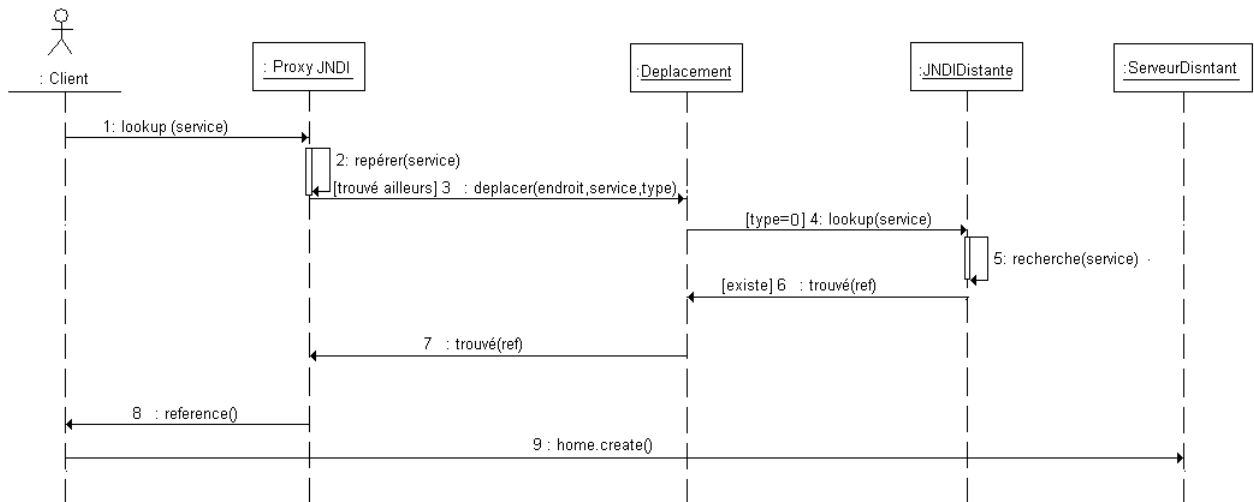 : Client
: Proxy JNDI
:Deplacement
:JNDIDistante
:ServeurDisntant
1: lookup (service)
2: repérer(service)
[trouvé ailleurs] 3 : deplacer(endroit,service,type)
[type=0] 4: lookup(service)
5: recherche(service)
[existe] 6 : trouvé(ref)
7 : trouvé(ref)
8 : reference()
9 : home.create()